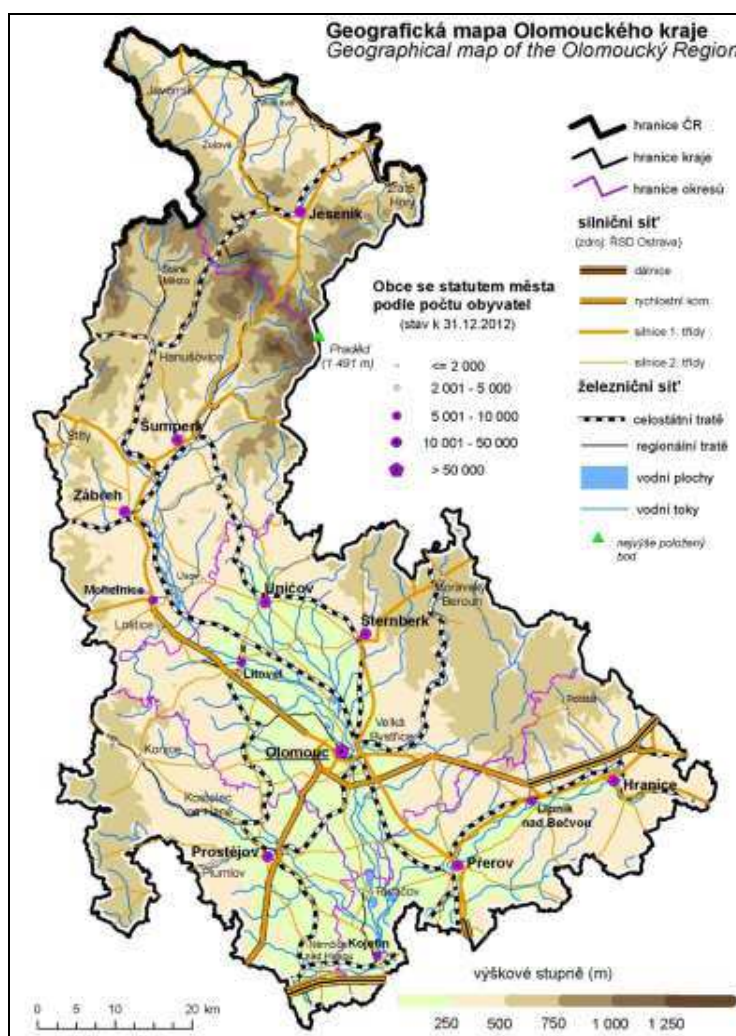 Geografická mapa Olomouckého kraje
Geographical map of the Olomoucký Region
hranice ČR
hranice kraje
hranice okresů
silniční síť
(zdroj: ŘSD Ostrava)
dálnice
rychlostní kom.
silnice 1. třídy
silnice 2. třídy
železniční síť
celostátní tratě
regionální tratě
vodní plochy
vodní toky
nejvýše položený
bod
Obce se statutem města
podle počtu obyvatel
(stav k 31.12.2012)
<= 2 000
2 001 - 5 000
5 001 - 10 000
10 001 - 50 000
> 50 000
Javorník
Žulová
Zlaté
Hory
Jeseník
Staré
Město
Praděd
(1 491 m)
Hanušovice
Šumperk
Štíty
Zábřeh
Úsov
Mohelnice
Loštice
Uničov
Moravský
Beroun
Šternberk
Litovel
Velká
Bystřice
Potštát
Konice
Olomouc
Hranice
Lipník
nad Bečvou
Kostelec
na Hané
Prostějov
Plumlov
Přerov
Kojetín
Němčice
nad Hanou
výškové stupně (m)
0 5 10 20 km
250 500 750 1 000 1 250